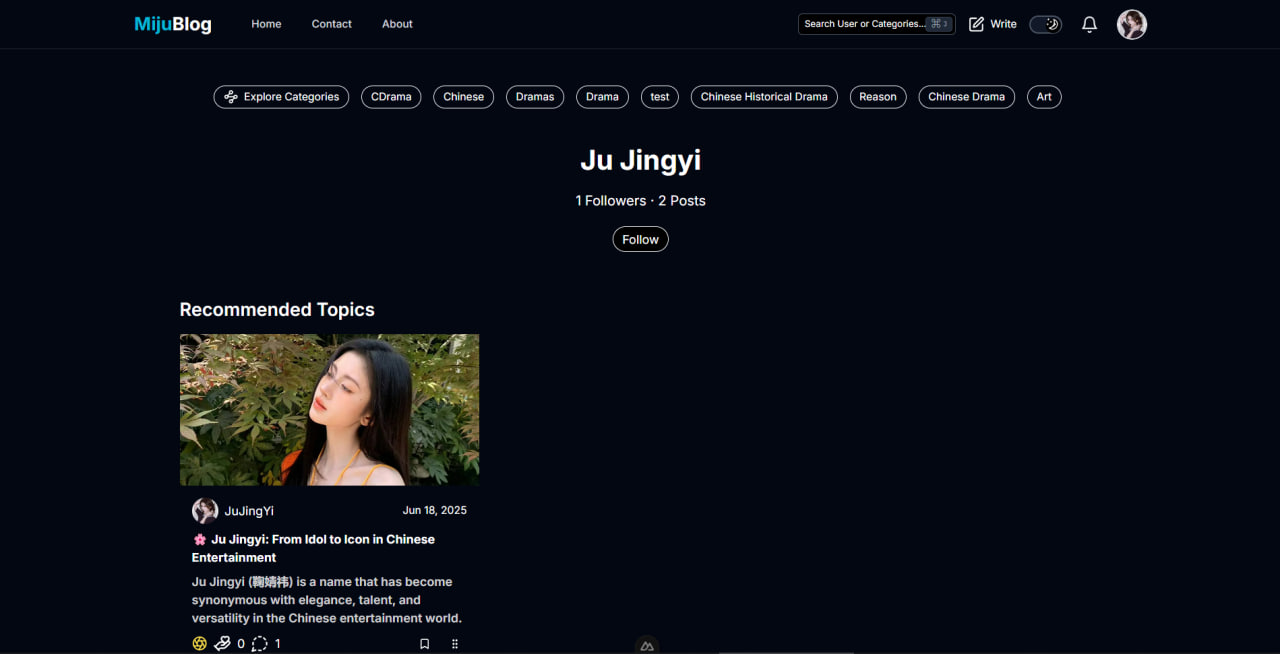 MijuBlog Home Contact About Search User or Categories... ⌘ Write
Explore Categories CDrama Chinese Dramas Drama test Chinese Historical Drama Reason Chinese Drama Art
Ju Jingyi
1 Followers · 2 Posts
Follow
Recommended Topics
JuJingYi Jun 18, 2025
🌸 Ju Jingyi: From Idol to Icon in Chinese
Entertainment
Ju Jingyi (鞠婧祎) is a name that has become
synonymous with elegance, talent, and
versatility in the Chinese entertainment world.
0 1